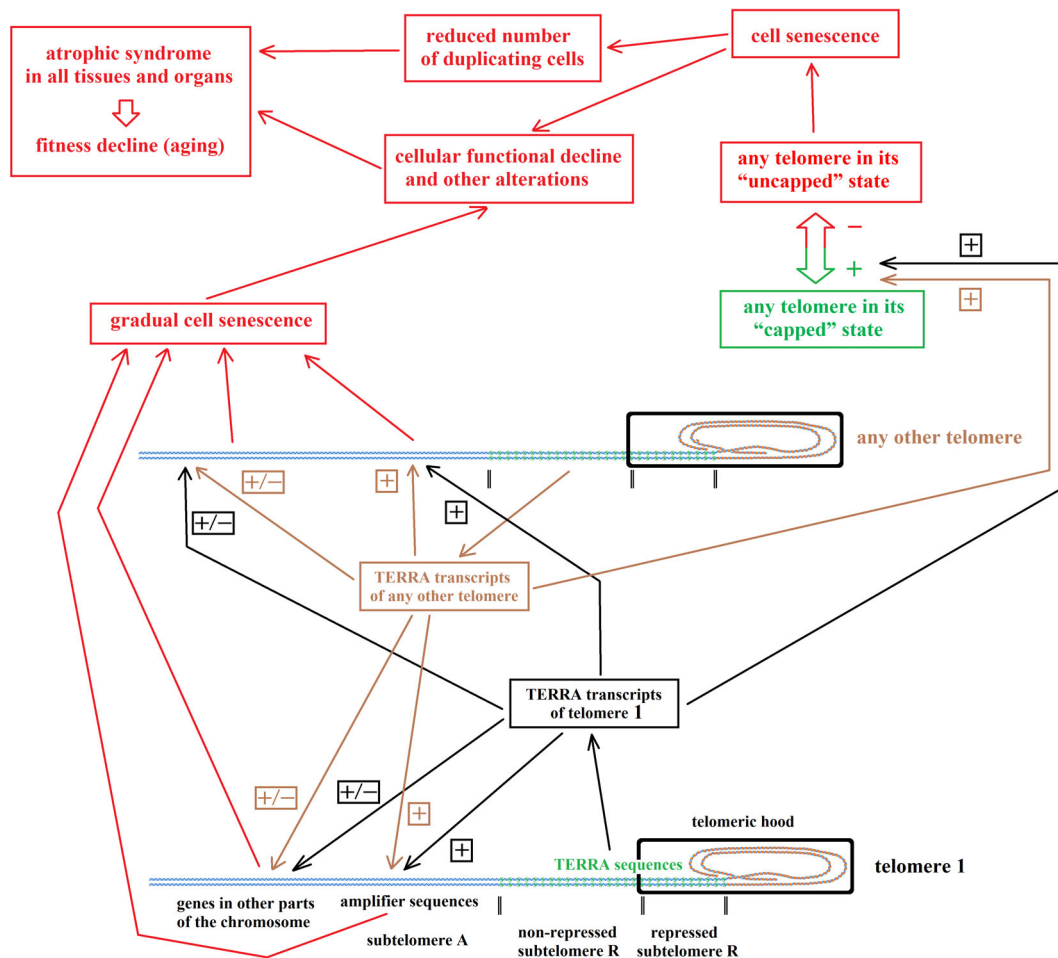 atrophic syndrome
in all tissues and organs
fitness decline (aging)
reduced number
of duplicating cells
cell senescence
cellular functional decline
and other alterations
any telomere in its
“uncapped” state
−
+
+
+
any telomere in its
“capped” state
gradual cell senescence
any other telomere
+/−
+
+
+/−
TERRA transcripts
of any other telomere
TERRA transcripts
of telomere 1
+/−
+/−
+
+
telomeric hood
TERRA sequences
telomere 1
genes in other parts
of the chromosome
amplifier sequences
subtelomere A
non-repressed
subtelomere R
repressed
subtelomere R